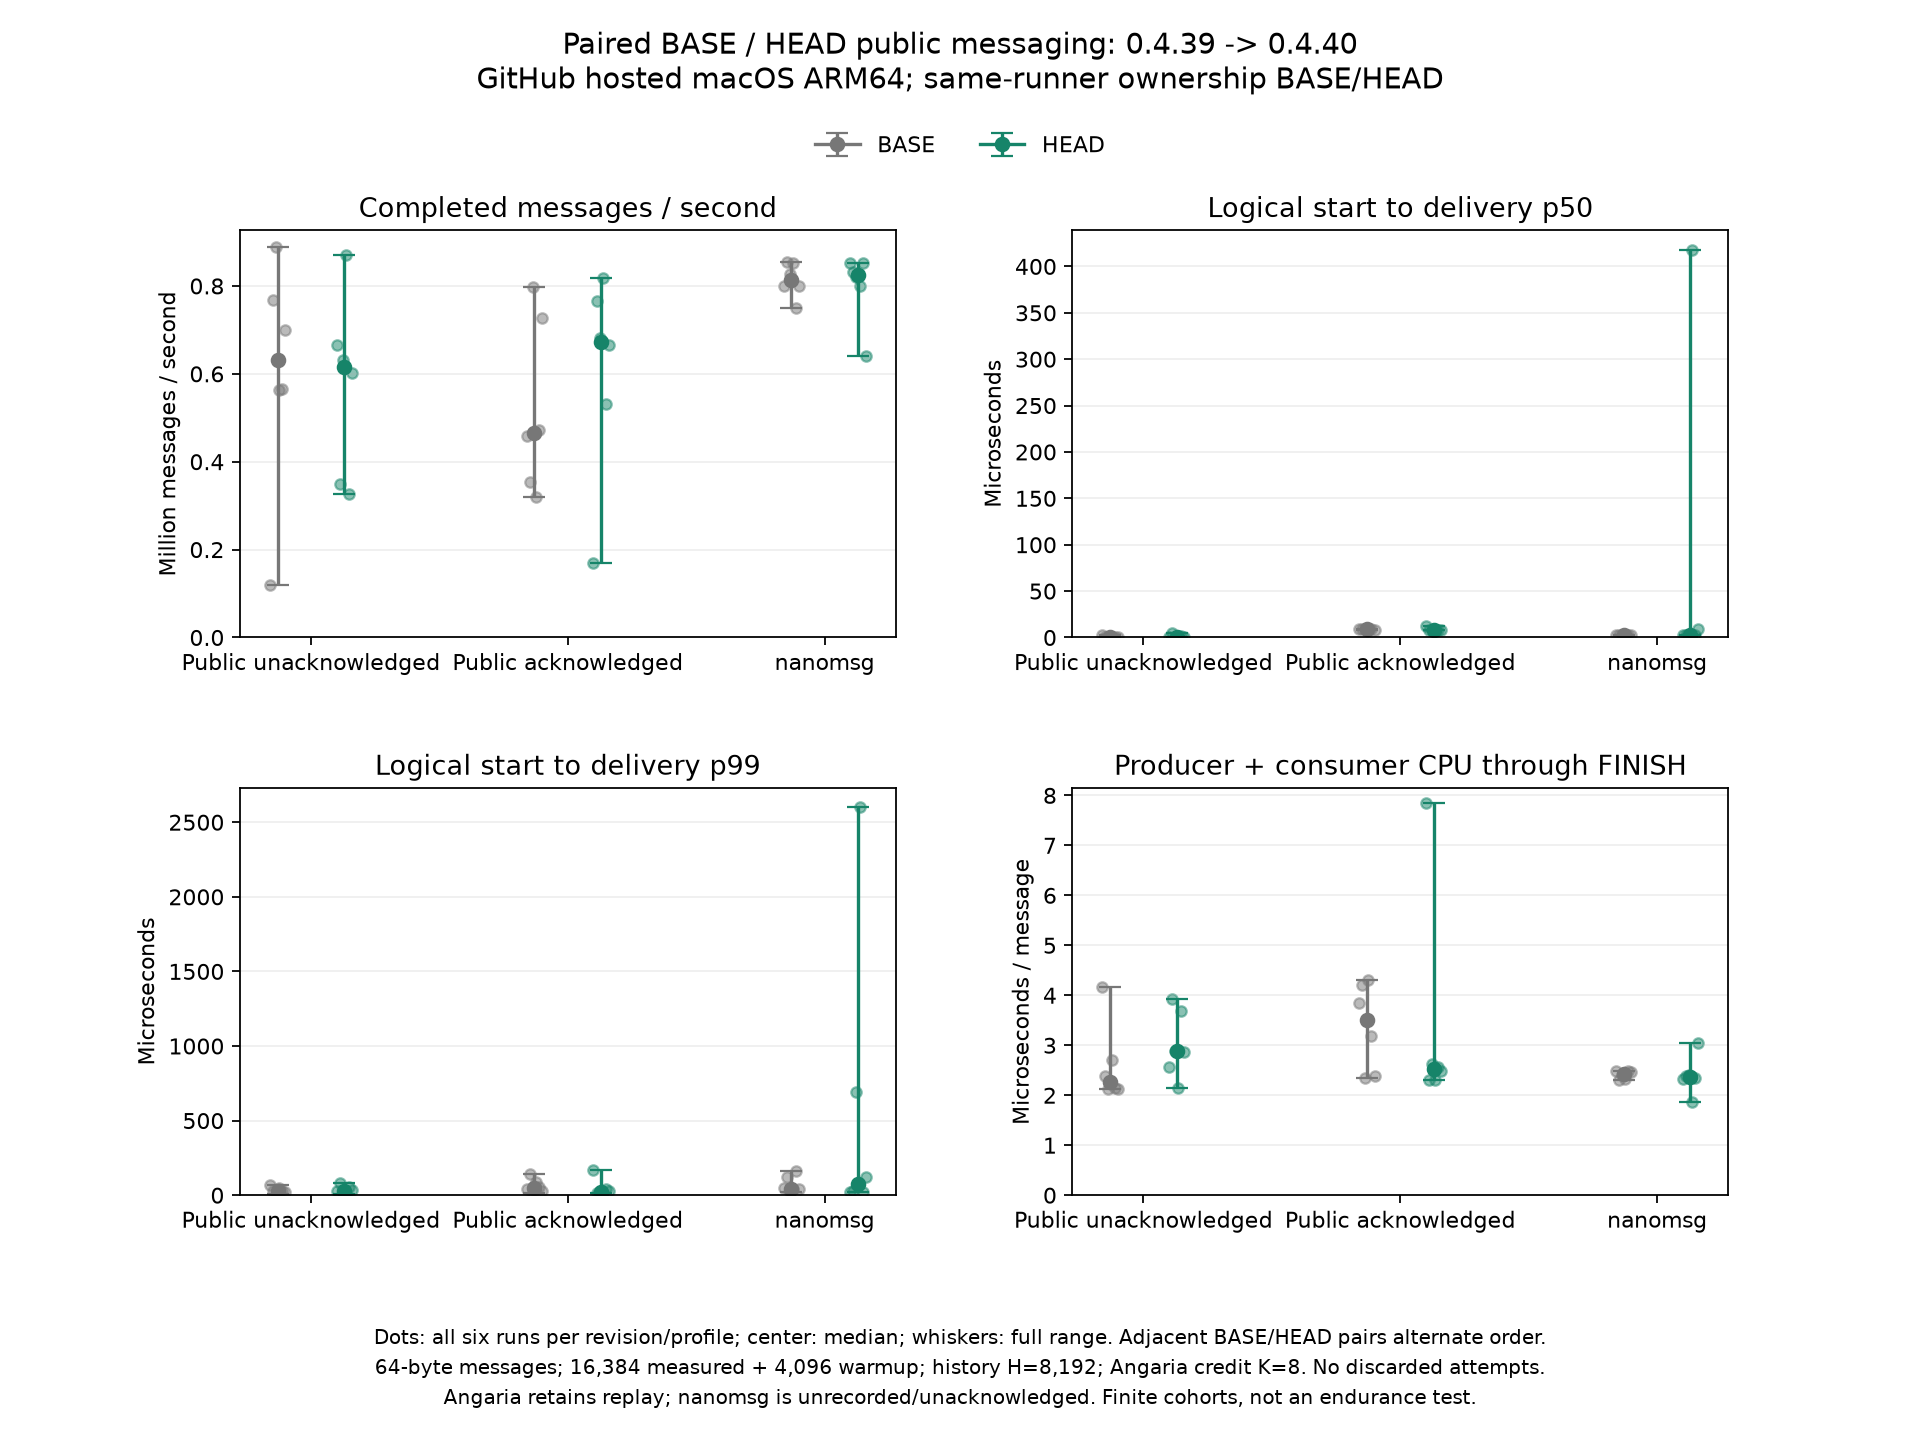 Paired BASE / HEAD public messaging: 0.4.39 -> 0.4.40
GitHub hosted macOS ARM64; same-runner ownership BASE/HEAD
BASE
HEAD
Completed messages / second
Million messages / second
0.8
0.6
0.4
0.2
0.0
Public unacknowledged
Public acknowledged
nanomsg
Logical start to delivery p50
Microseconds
400
350
300
250
200
150
100
50
0
Public unacknowledged
Public acknowledged
nanomsg
Logical start to delivery p99
Microseconds
2500
2000
1500
1000
500
0
Public unacknowledged
Public acknowledged
nanomsg
Producer + consumer CPU through FINISH
Microseconds / message
8
7
6
5
4
3
2
1
0
Public unacknowledged
Public acknowledged
nanomsg
Dots: all six runs per revision/profile; center: median; whiskers: full range. Adjacent BASE/HEAD pairs alternate order.
64-byte messages; 16,384 measured + 4,096 warmup; history H=8,192; Angaria credit K=8. No discarded attempts.
Angaria retains replay; nanomsg is unrecorded/unacknowledged. Finite cohorts, not an endurance test.